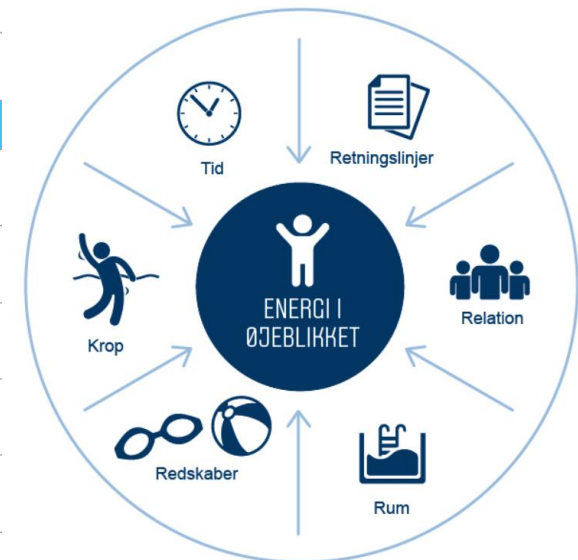 Tid
Retningslinjer
ENERGI I
ØJEBLIKKET
Krop
Relation
Redskaber
Rum